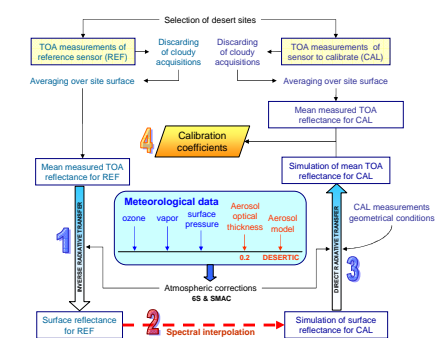 Selection of desert sites
TOA measurements of
reference sensor (REF)
Discarding
of cloudy
acquisitions
Discarding
of cloudy
acquisitions
TOA measurements of
sensor to calibrate (CAL)
Averaging over site surface
Averaging over site surface
Mean measured TOA
reflectance for CAL
4
Calibration
coefficients
Mean measured TOA
reflectance for REF
Simulation of mean TOA
reflectance for CAL
1
INVERSE RADIATIVE TRANSFER
Meteorological data
ozone
vapor
surface
pressure
Aerosol
optical
thickness
Aerosol
model
0.2
DESERTIC
DIRECT RADIATIVE TRANSFER
3
CAL measurements
geometrical conditions
Atmospheric corrections
6S & SMAC
Surface reflectance
for REF
2
Spectral interpolation
Simulation of surface
reflectance for CAL